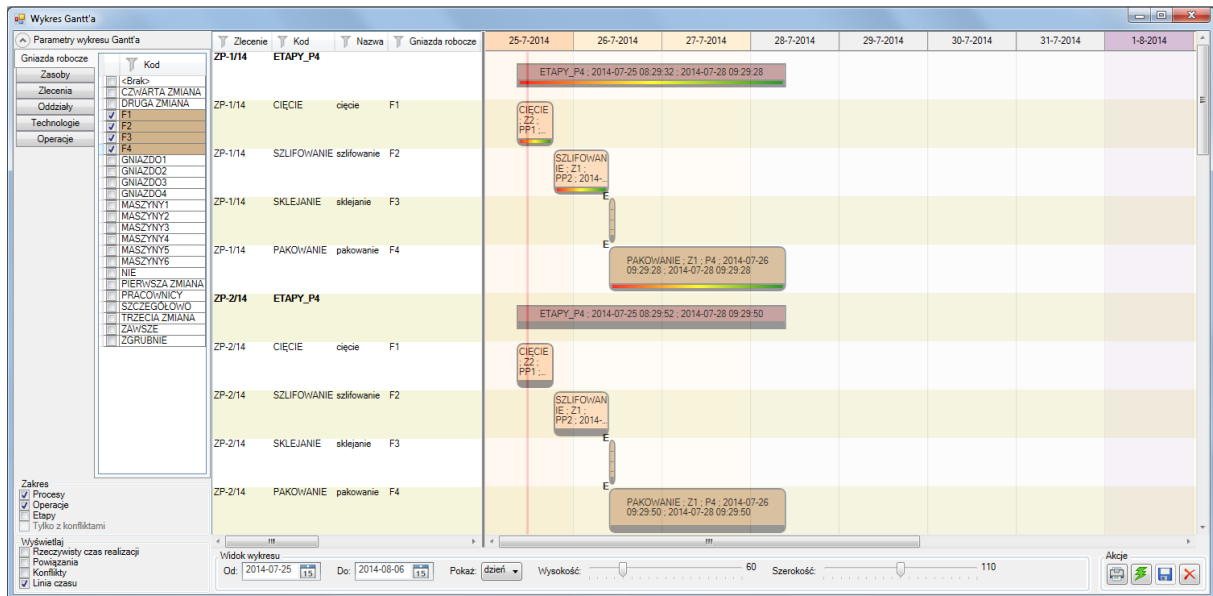 Wykres Gantt'a
Parametry wykresu Gantt'a
Gniazda robocze
Zasoby
Zlecenia
Oddziały
Technologie
Operacje
Kod
<Brak>
CZWARTA ZMIANA
DRUGA ZMIANA
F1
F2
F3
F4
GNIAZDO1
GNIAZDO2
GNIAZDO3
GNIAZDO4
MASZYNY1
MASZYNY2
MASZYNY3
MASZYNY4
MASZYNY5
MASZYNY6
NIE
PIERWSZA ZMIANA
PRACOWNICY
SZCZEGÓŁOWO
TRZECIA ZMIANA
ZAWSZE
ZGRUBNIE
Zakres
Procesy
Operacje
Etapy
Tylko z konfliktami
Wyświetlaj
Rzeczywisty czas realizacji
Powiązania
Konflikty
Linie czasu
Zlecenie Kod Nazwa Gniazda robocze
ZP-1/14 ETAPY_P4
ZP-1/14 CIĘCIE cięcie F1
ZP-1/14 SZLIFOWANIE szlifowanie F2
ZP-1/14 SKLEJANIE sklejanie F3
ZP-1/14 PAKOWANIE pakowanie F4
ZP-2/14 ETAPY_P4
ZP-2/14 CIĘCIE cięcie F1
ZP-2/14 SZLIFOWANIE szlifowanie F2
ZP-2/14 SKLEJANIE sklejanie F3
ZP-2/14 PAKOWANIE pakowanie F4
25-7-2014 26-7-2014 27-7-2014 28-7-2014 29-7-2014 30-7-2014 31-7-2014 1-8-2014
ETAPY_P4 ; 2014-07-25 08:29:32 ; 2014-07-28 09:29:28
CIĘCIE
; Z2 ;
PP1 ;...
SZLIFOWAN
IE ; Z1 ;
PP2 ; 2014-...
E
E
PAKOWANIE ; Z1 ; P4 ; 2014-07-26
09:29:28 ; 2014-07-28 09:29:28
ETAPY_P4 ; 2014-07-25 08:29:52 ; 2014-07-28 09:29:50
CIĘCIE
; Z2 ;
PP1 ;...
SZLIFOWAN
IE ; Z1 ;
PP2 ; 2014-...
E
E
PAKOWANIE ; Z1 ; P4 ; 2014-07-26
09:29:50 ; 2014-07-28 09:29:50
Widok wykresu
Od: 2014-07-25 15 Do: 2014-08-06 15 Pokaż: dzień Wysokość: 60 Szerokość: 110
Akcje